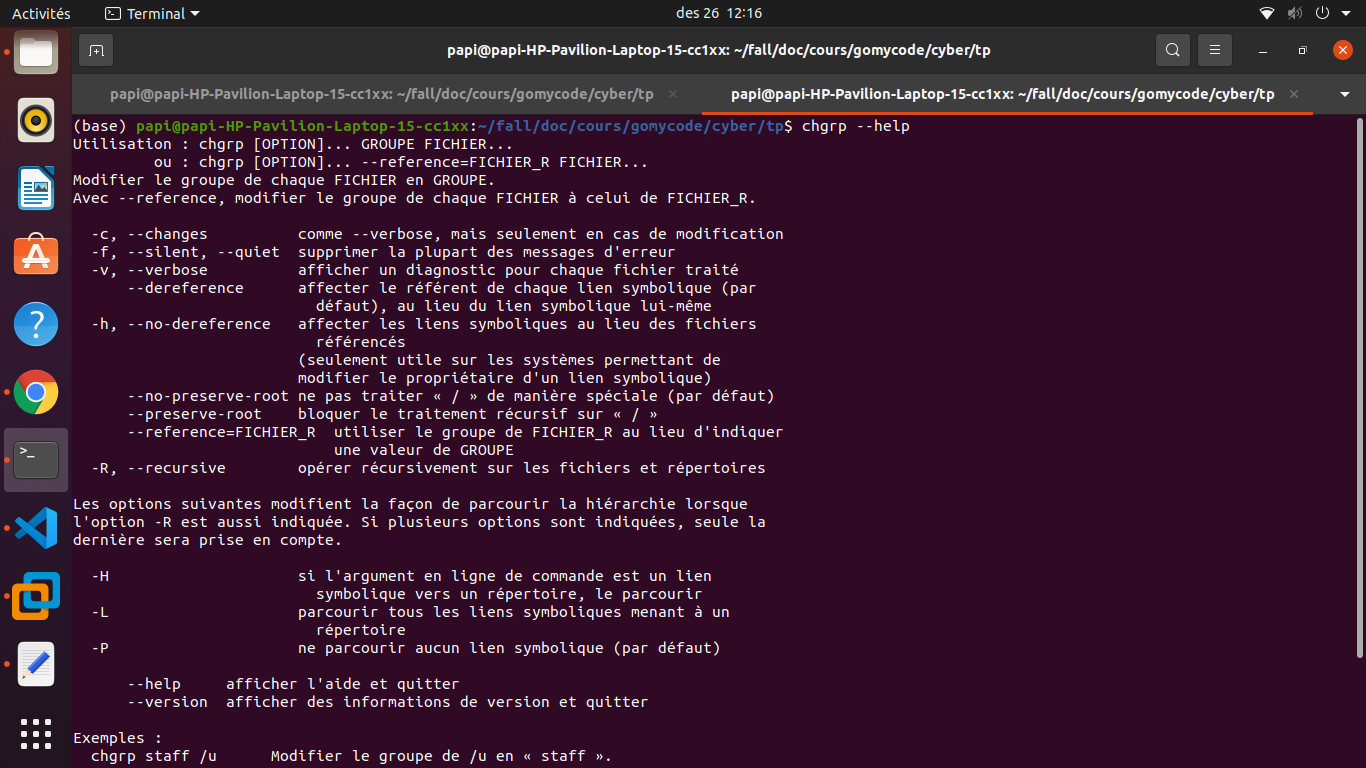 Activités
Terminal
des 26 12:16
papi@papi-HP-Pavilion-Laptop-15-cc1xx: ~/fall/doc/cours/gomycode/cyber/tp
papi@papi-HP-Pavilion-Laptop-15-cc1xx: ~/fall/doc/cours/gomycode/cyber/tp
papi@papi-HP-Pavilion-Laptop-15-cc1xx: ~/fall/doc/cours/gomycode/cyber/tp
(base) papi@papi-HP-Pavilion-Laptop-15-cc1xx:~/fall/doc/cours/gomycode/cyber/tp$ chgrp --help
Utilisation : chgrp [OPTION]... GROUPE FICHIER...
ou : chgrp [OPTION]... --reference=FICHIER_R FICHIER...
Modifier le groupe de chaque FICHIER en GROUPE.
Avec --reference, modifier le groupe de chaque FICHIER à celui de FICHIER_R.
-c, --changes comme --verbose, mais seulement en cas de modification
-f, --silent, --quiet supprimer la plupart des messages d'erreur
-v, --verbose afficher un diagnostic pour chaque fichier traité
--dereference affecter le référent de chaque lien symbolique (par
défaut), au lieu du lien symbolique lui-même
-h, --no-dereference affecter les liens symboliques au lieu des fichiers
référencés
(seulement utile sur les systèmes permettant de
modifier le propriétaire d'un lien symbolique)
--no-preserve-root ne pas traiter « / » de manière spéciale (par défaut)
--preserve-root bloquer le traitement récursif sur « / »
--reference=FICHIER_R utiliser le groupe de FICHIER_R au lieu d'indiquer
une valeur de GROUPE
-R, --recursive opérer récursivement sur les fichiers et répertoires
Les options suivantes modifient la façon de parcourir la hiérarchie lorsque
l'option -R est aussi indiquée. Si plusieurs options sont indiquées, seule la
dernière sera prise en compte.
-H si l'argument en ligne de commande est un lien
symbolique vers un répertoire, le parcourir
-L parcourir tous les liens symboliques menant à un
répertoire
-P ne parcourir aucun lien symbolique (par défaut)
--help afficher l'aide et quitter
--version afficher des informations de version et quitter
Exemples :
chgrp staff /u Modifier le groupe de /u en « staff ».